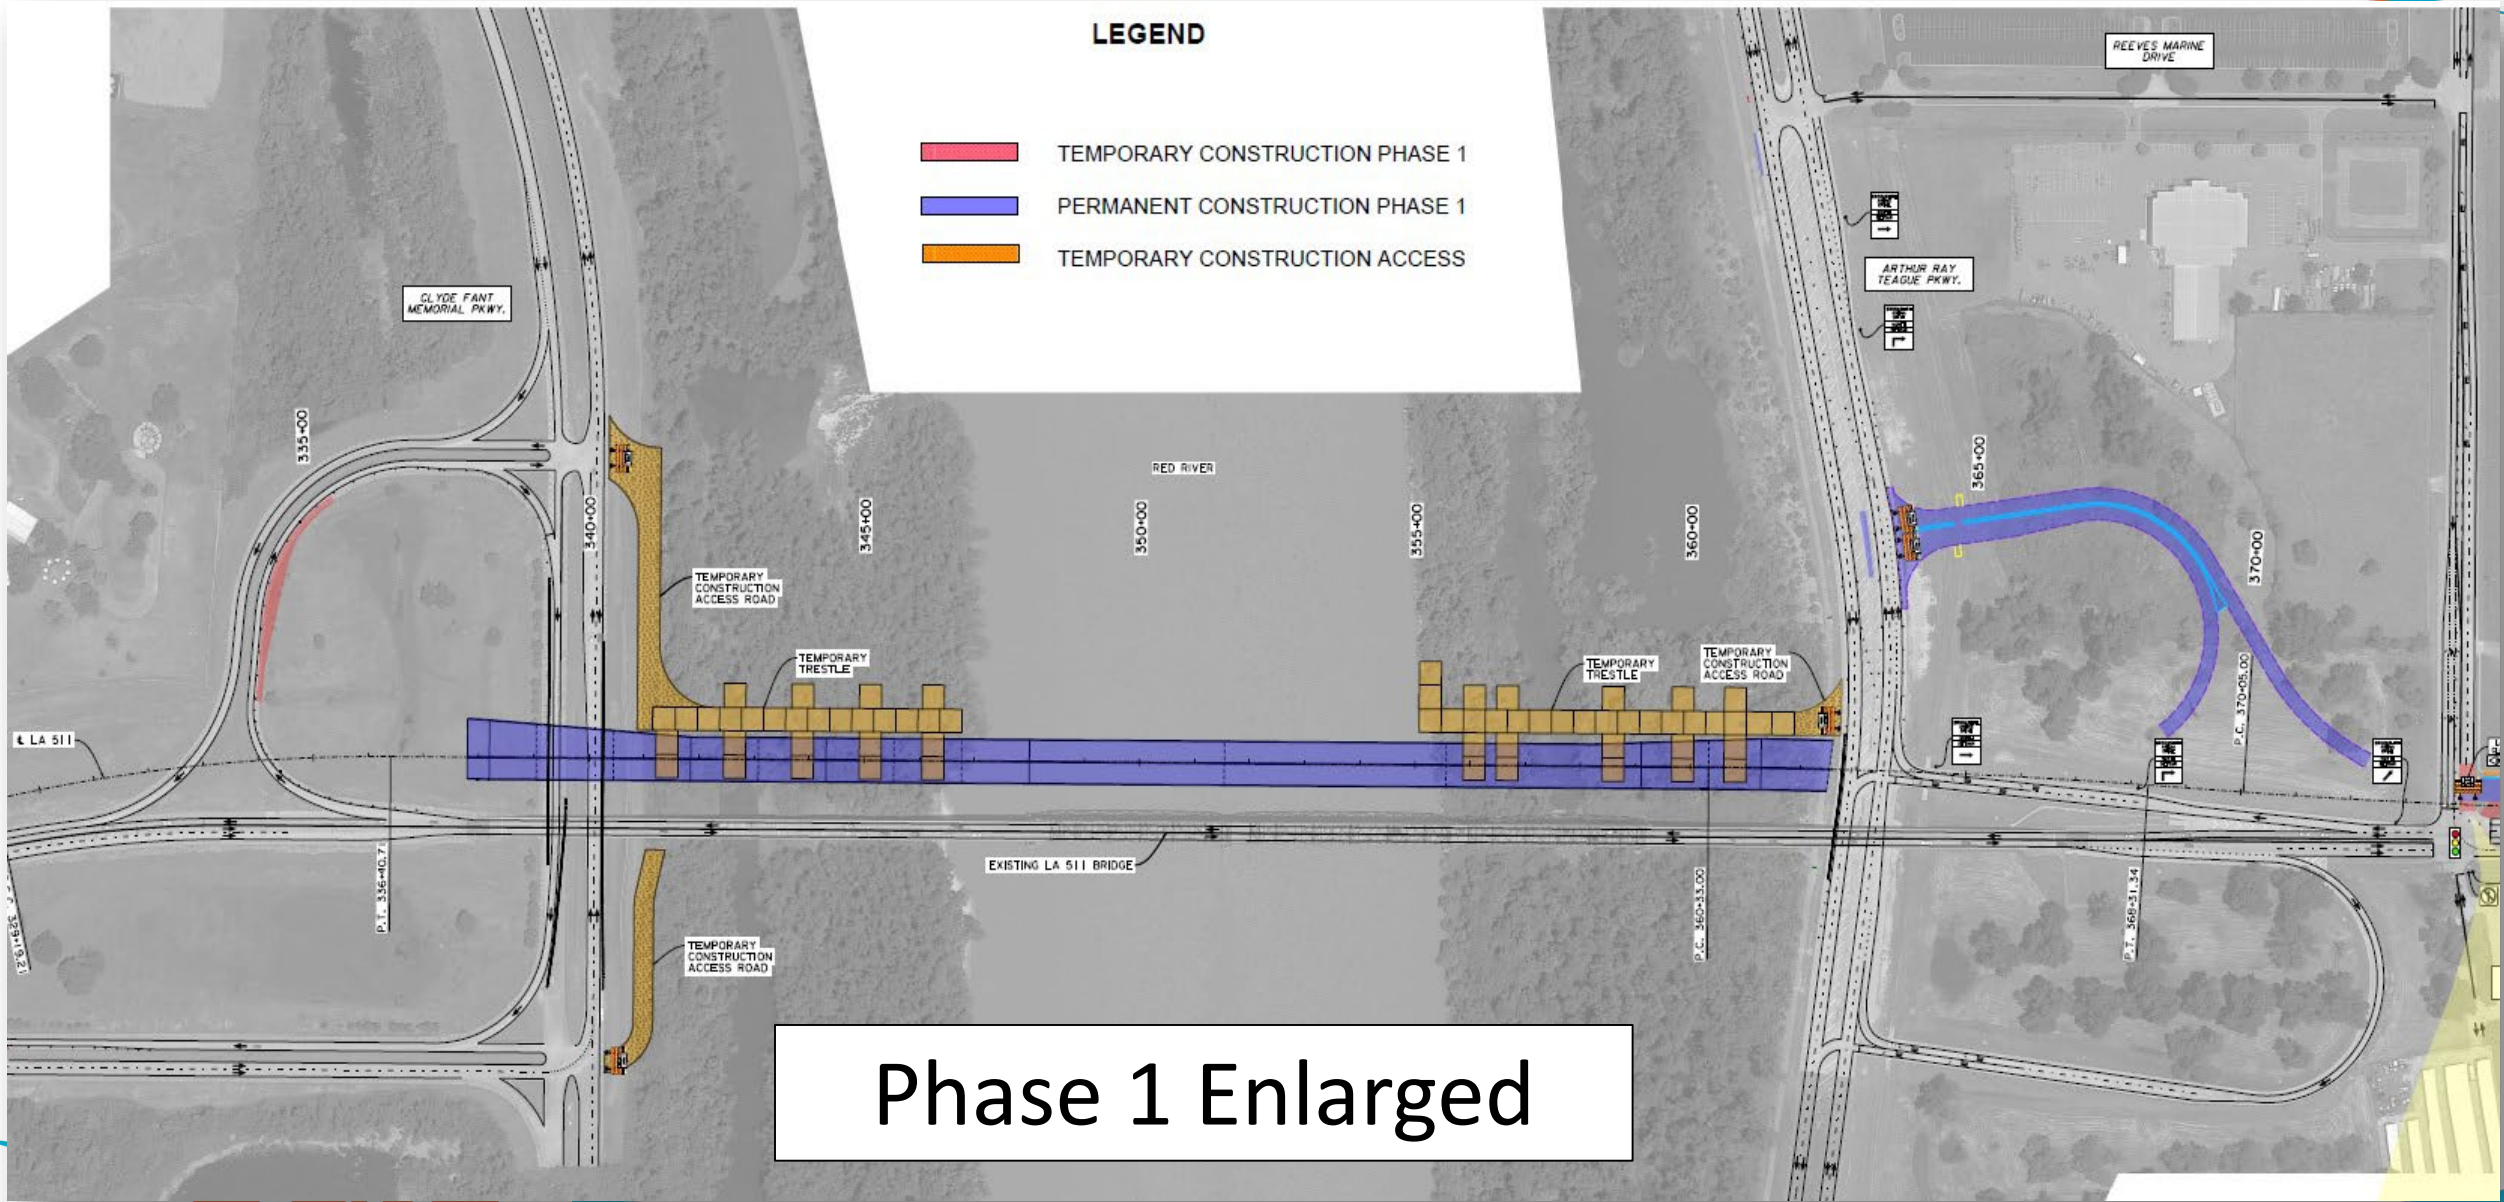 LEGEND
TEMPORARY CONSTRUCTION PHASE 1
PERMANENT CONSTRUCTION PHASE 1
TEMPORARY CONSTRUCTION ACCESS
REEVES MARINE
DRIVE
ARTHUR RAY
TEAGUE PKWY.
CLYDE FANT
MEMORIAL PKWY.
335+00
340+00
345+00
350+00
355+00
360+00
365+00
370+00
RED RIVER
TEMPORARY
CONSTRUCTION
ACCESS ROAD
TEMPORARY
TRESTLE
TEMPORARY
TRESTLE
TEMPORARY
CONSTRUCTION
ACCESS ROAD
℄ LA 511
EXISTING LA 511 BRIDGE
P.T. 336+40.71
P.C. 360+33.00
P.T. 368+31.34
P.C. 370+05.00
329+19.21
TEMPORARY
CONSTRUCTION
ACCESS ROAD
Phase 1 Enlarged